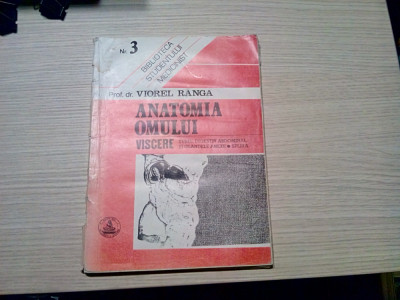 Nr. 3
BIBLIOTECA
STUDENTULUI
MEDICINIST
Prof. dr. VIOREL RANGA
ANATOMIA
OMULUI
VISCERE